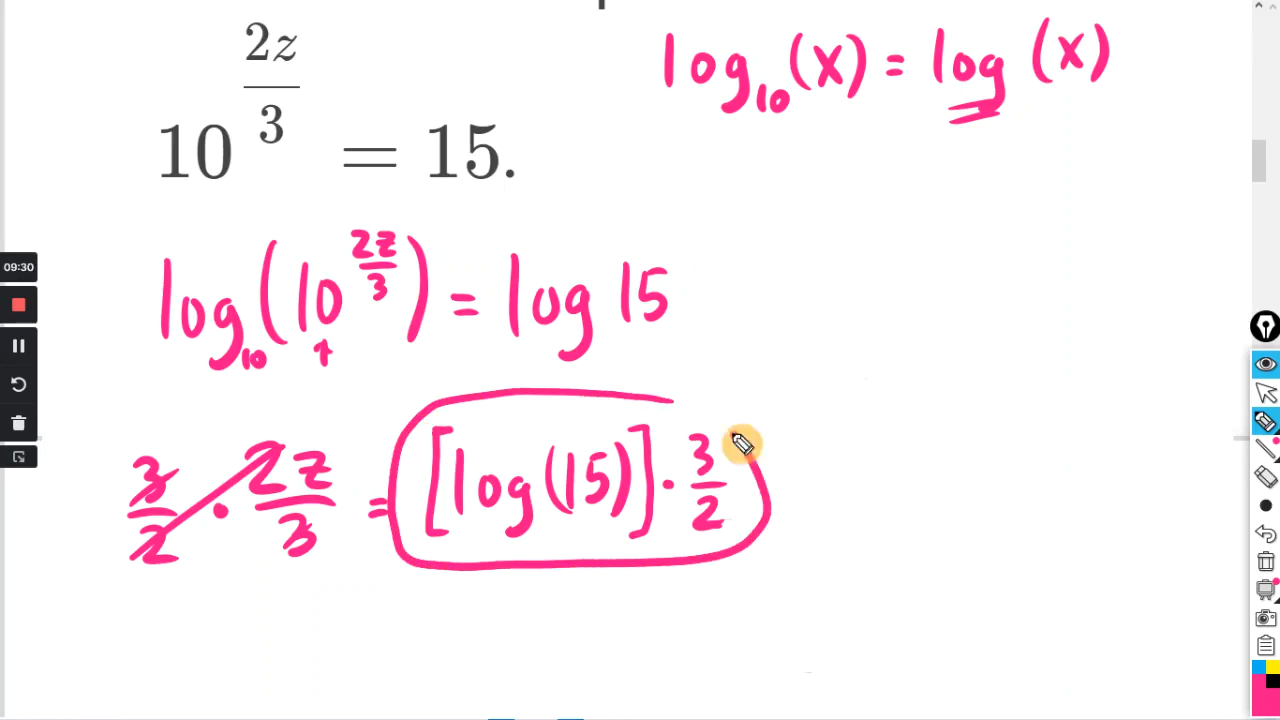 10^(2z/3) = 15.
log₁₀(x) = log(x)
log₁₀(10^(2z/3)) = log 15
3/2 · 2z/3 = [log(15)] · 3/2
09:30